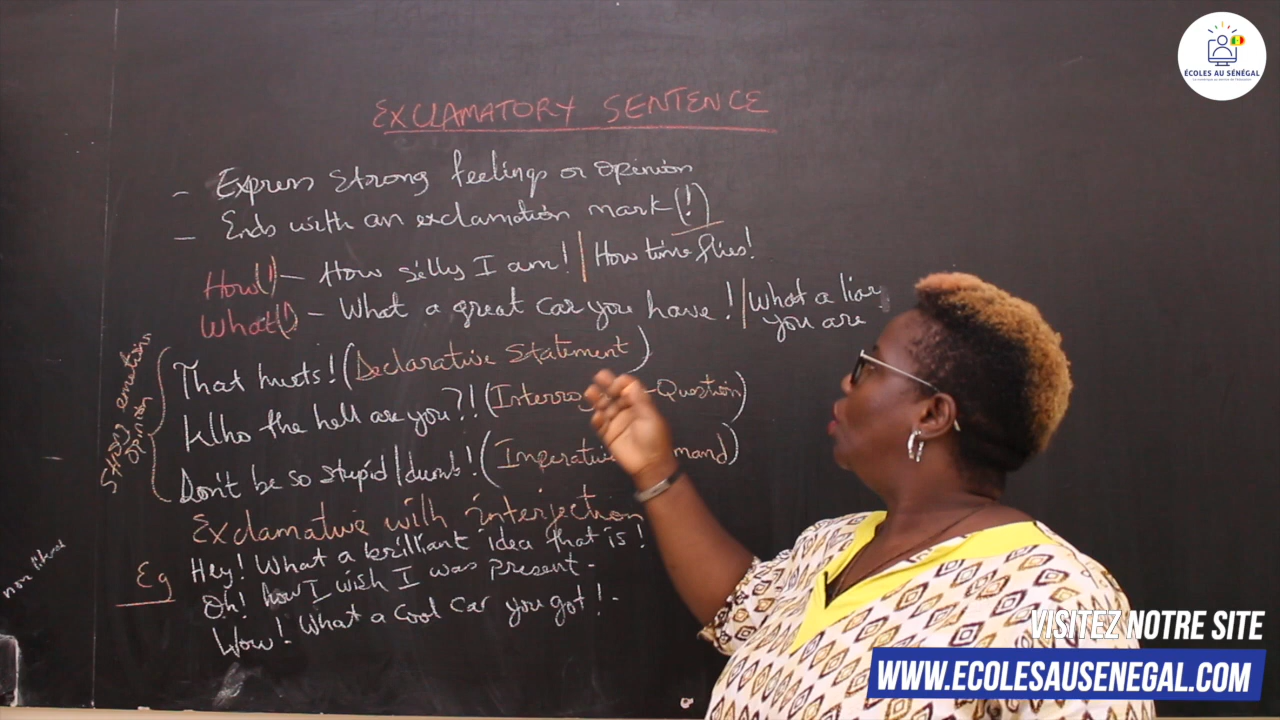 ÉCOLES AU SÉNÉGAL
EXCLAMATORY SENTENCE
- Express strong feelings or opinion
- Ends with an exclamation mark (!)
How(!) - How silly I am! | How time flies!
What(!) - What a great car you have! | What a liar
you are
Strong emotion
opinion
That hurts! (Declarative Statement)
Who the hell are you?! (Interrog - Question)
Don't be so stupid/dumb! (Imperative mand)
Exclamative with interjection
Eg
Hey! What a brilliant idea that is!
Oh! how I wish I was present -
Wow! What a cool car you got! -
VISITEZ NOTRE SITE
WWW.ECOLESAUSENEGAL.COM